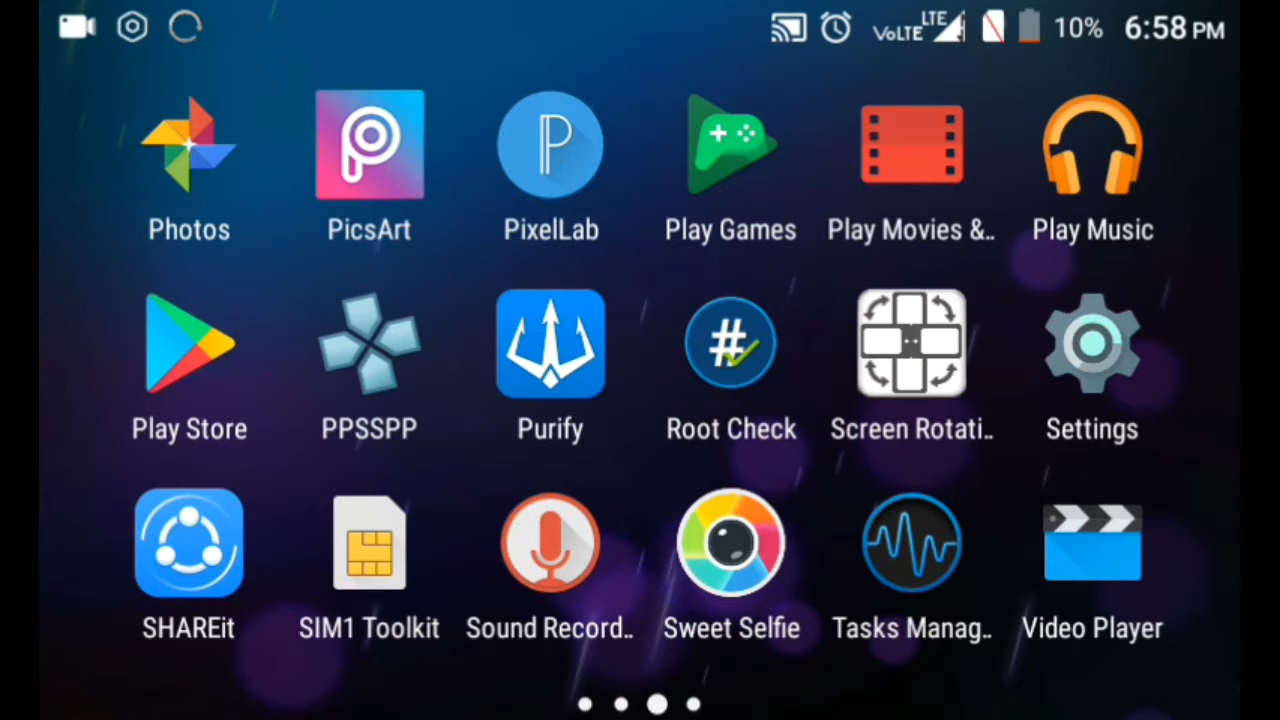 VoLTE LTE 10% 6:58 PM
Photos PicsArt PixelLab Play Games Play Movies &.. Play Music
Play Store PPSSPP Purify Root Check Screen Rotati.. Settings
SHAREit SIM1 Toolkit Sound Record.. Sweet Selfie Tasks Manag.. Video Player